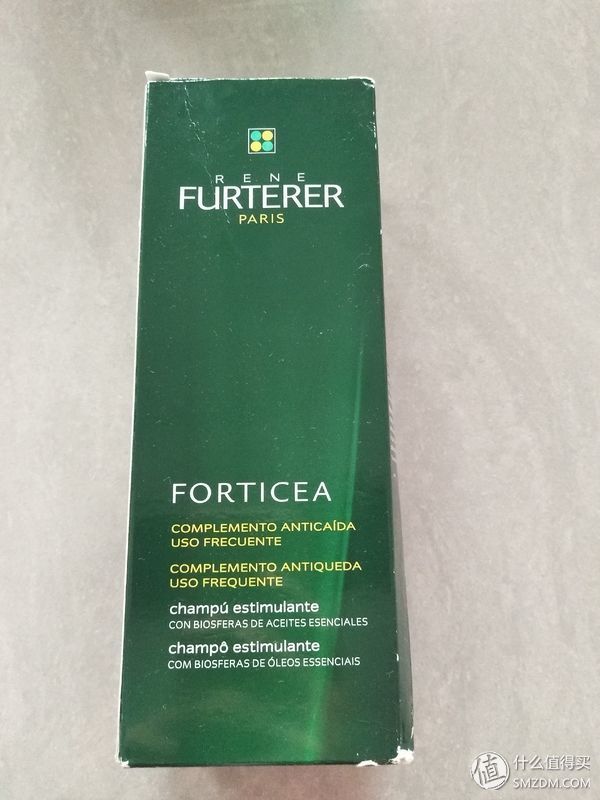 RENE
FURTERER
PARIS
FORTICEA
COMPLEMENTO ANTICAÍDA
USO FRECUENTE
COMPLEMENTO ANTIQUEDA
USO FREQUENTE
champú estimulante
CON BIOSFERAS DE ACEITES ESENCIALES
champô estimulante
COM BIOSFERAS DE ÓLEOS ESSENCIAIS
值 什么值得买
SMZDM.COM